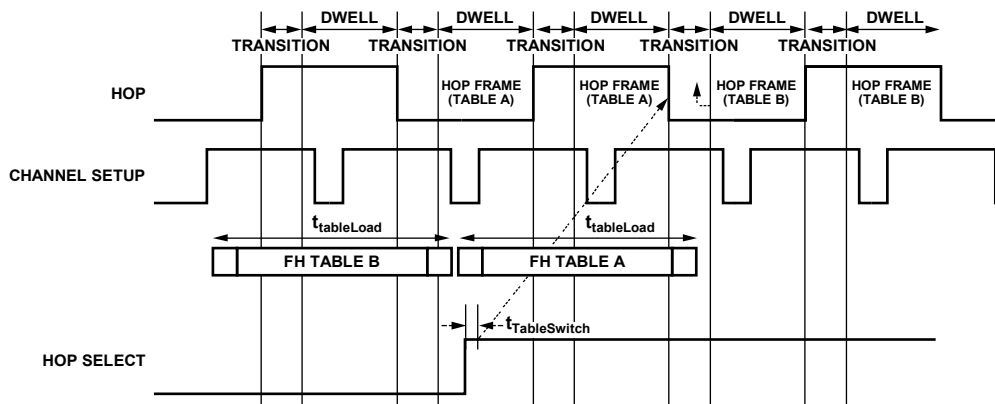 DWELL DWELL DWELL DWELL DWELL
TRANSITION TRANSITION TRANSITION TRANSITION TRANSITION
HOP
HOP FRAME
(TABLE A)
HOP FRAME
(TABLE A)
HOP FRAME
(TABLE B)
HOP FRAME
(TABLE B)
CHANNEL SETUP
ttableLoad ttableLoad
FH TABLE B FH TABLE A
tTableSwitch
HOP SELECT